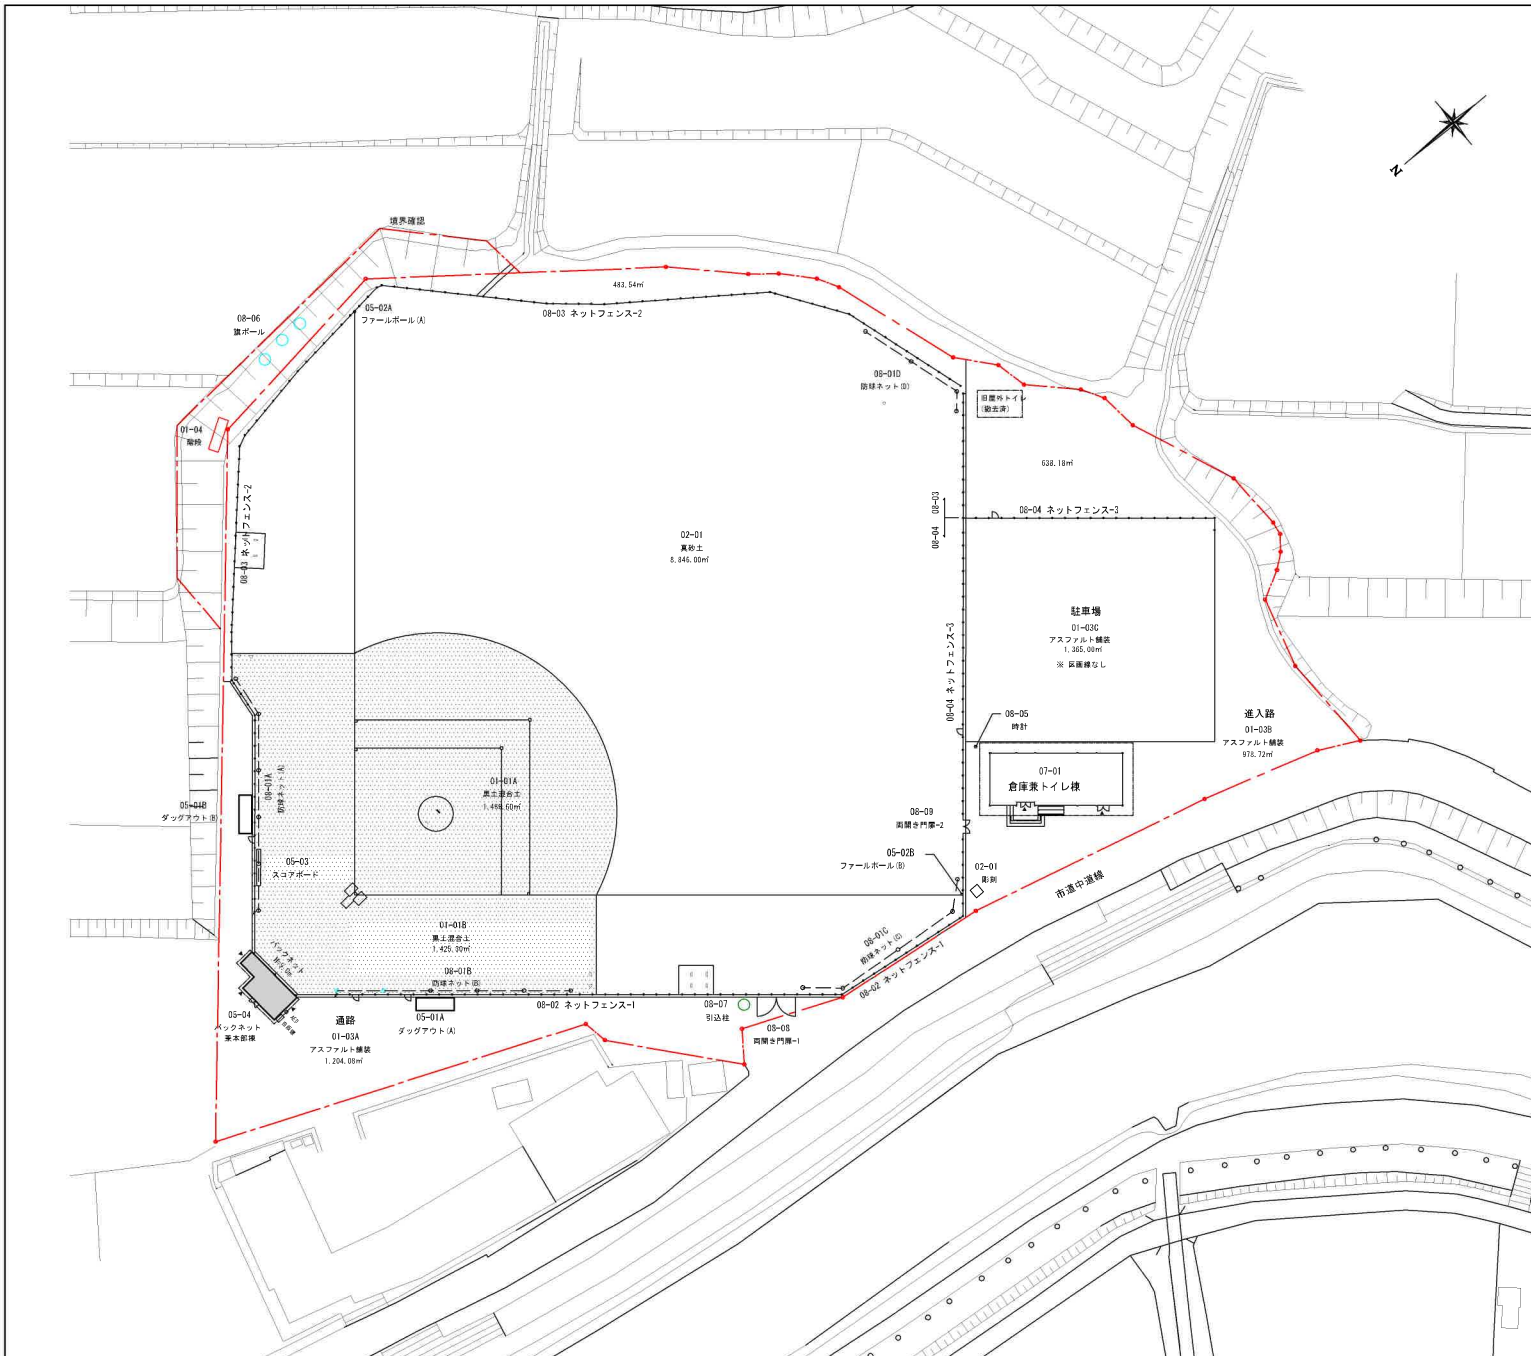 N
境界確認
08-06
旗ポール
05-02A
ファールポール(A)
483.54㎡
08-03 ネットフェンス-2
08-01D
防球ネット(D)
旧屋外トイレ
(撤去済)
01-04
階段
638.18㎡
08-03 ネットフェンス-2
08-03
08-04
08-04 ネットフェンス-3
02-01
真砂土
8,846.00㎡
駐車場
01-03C
アスファルト舗装
1,365.00㎡
※ 区画線なし
08-04 ネットフェンス-3
08-05
時計
進入路
01-03B
アスファルト舗装
978.72㎡
07-01
倉庫兼トイレ棟
08-01A
防球ネット(A)
01-01A
黒土混合土
1,468.60㎡
05-01B
ダッグアウト(B)
08-09
両開き門扉-2
05-03
スコアボード
05-02B
ファールポール(B)
02-01
彫刻
市道中道線
01-01B
黒土混合土
1,425.30㎡
08-01C
防球ネット(C)
バックネット
08-01B
防球ネット(B)
08-02 ネットフェンス-1
08-02 ネットフェンス-1
05-04
バックネット
兼本部棟
通路
01-03A
アスファルト舗装
1,204.08㎡
05-01A
ダッグアウト(A)
08-07
引込柱
08-08
両開き門扉-1